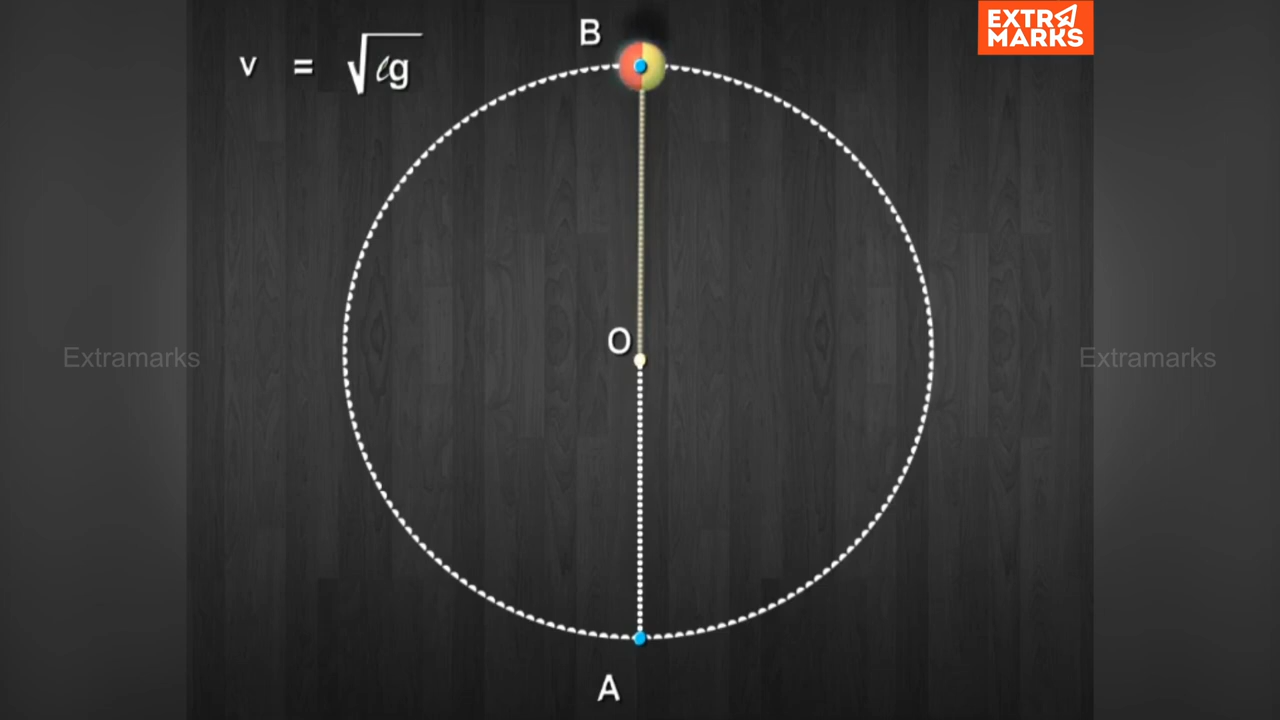 EXTRA
MARKS
B
v = √ℓg
O
Extramarks
Extramarks
A